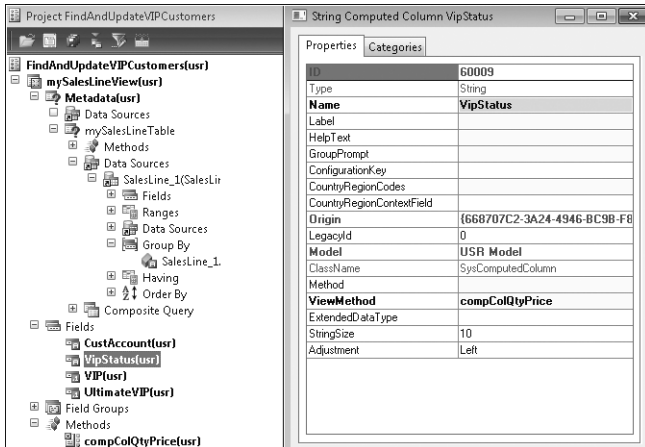 Project FindAndUpdateVIPCustomers
FindAndUpdateVIPCustomers(usr)
mySalesLineView(usr)
Metadata(usr)
Data Sources
mySalesLineTable
Methods
Data Sources
SalesLine_1(SalesLir
Fields
Ranges
Data Sources
Group By
SalesLine_1.
Having
Order By
Composite Query
Fields
CustAccount(usr)
VipStatus(usr)
VIP(usr)
UltimateVIP(usr)
Field Groups
Methods
compColQtyPrice(usr)
String Computed Column VipStatus
Properties Categories
ID 60009
Type String
Name VipStatus
Label
HelpText
GroupPrompt
ConfigurationKey
CountryRegionCodes
CountryRegionContextField
Origin {668707C2-3A24-4946-BC9B-F8
LegacyId 0
Model USR Model
ClassName SysComputedColumn
Method
ViewMethod compColQtyPrice
ExtendedDataType
StringSize 10
Adjustment Left